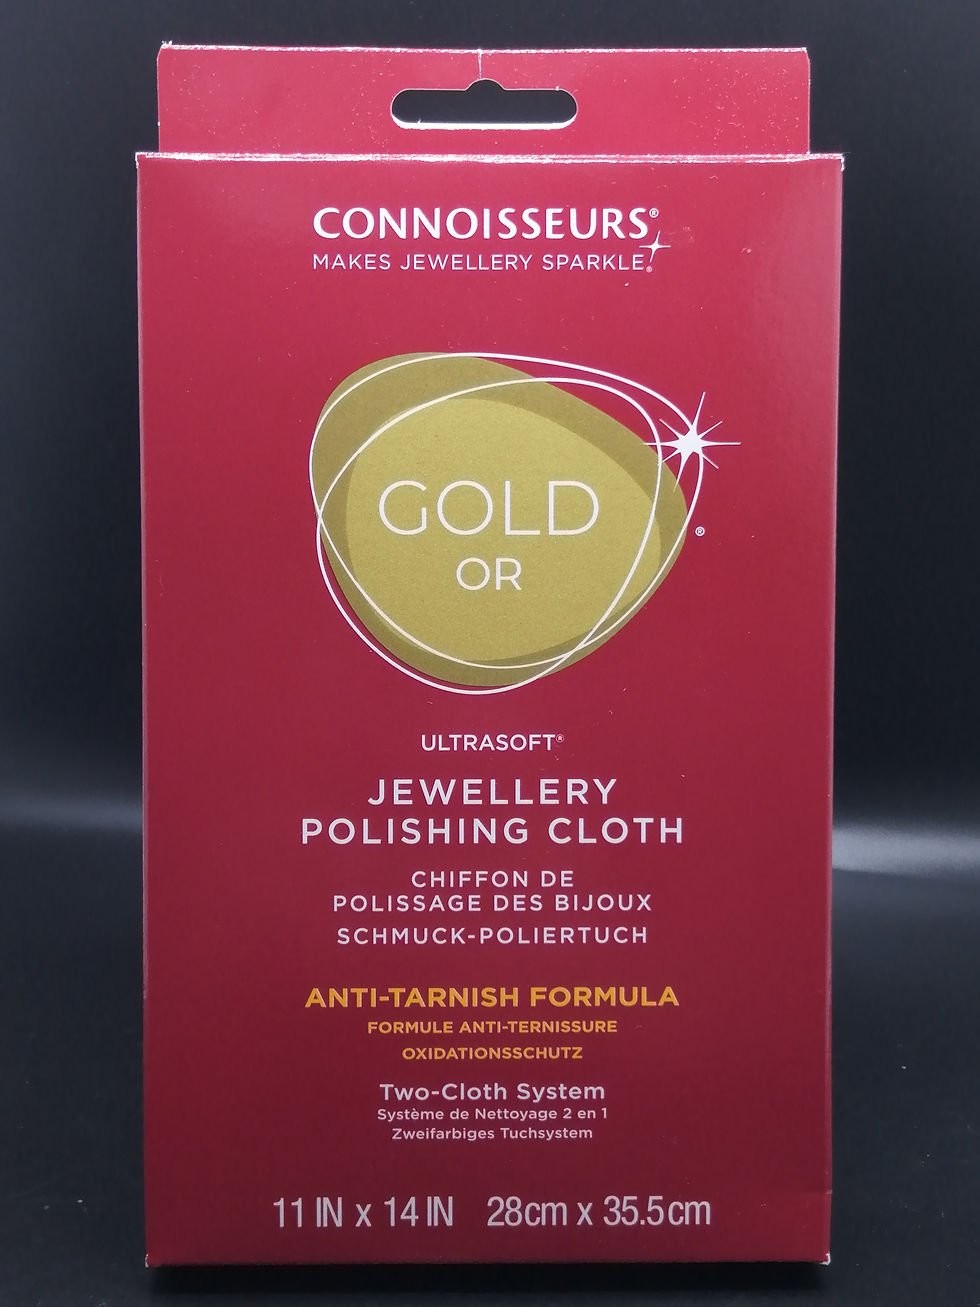 CONNOISSEURS®
MAKES JEWELLERY SPARKLE®
GOLD
OR
®
ULTRASOFT®
JEWELLERY
POLISHING CLOTH
CHIFFON DE
POLISSAGE DES BIJOUX
SCHMUCK-POLIERTUCH
ANTI-TARNISH FORMULA
FORMULE ANTI-TERNISSURE
OXIDATIONSSCHUTZ
Two-Cloth System
Système de Nettoyage 2 en 1
Zweifarbiges Tuchsystem
11 IN x 14 IN 28cm x 35.5cm